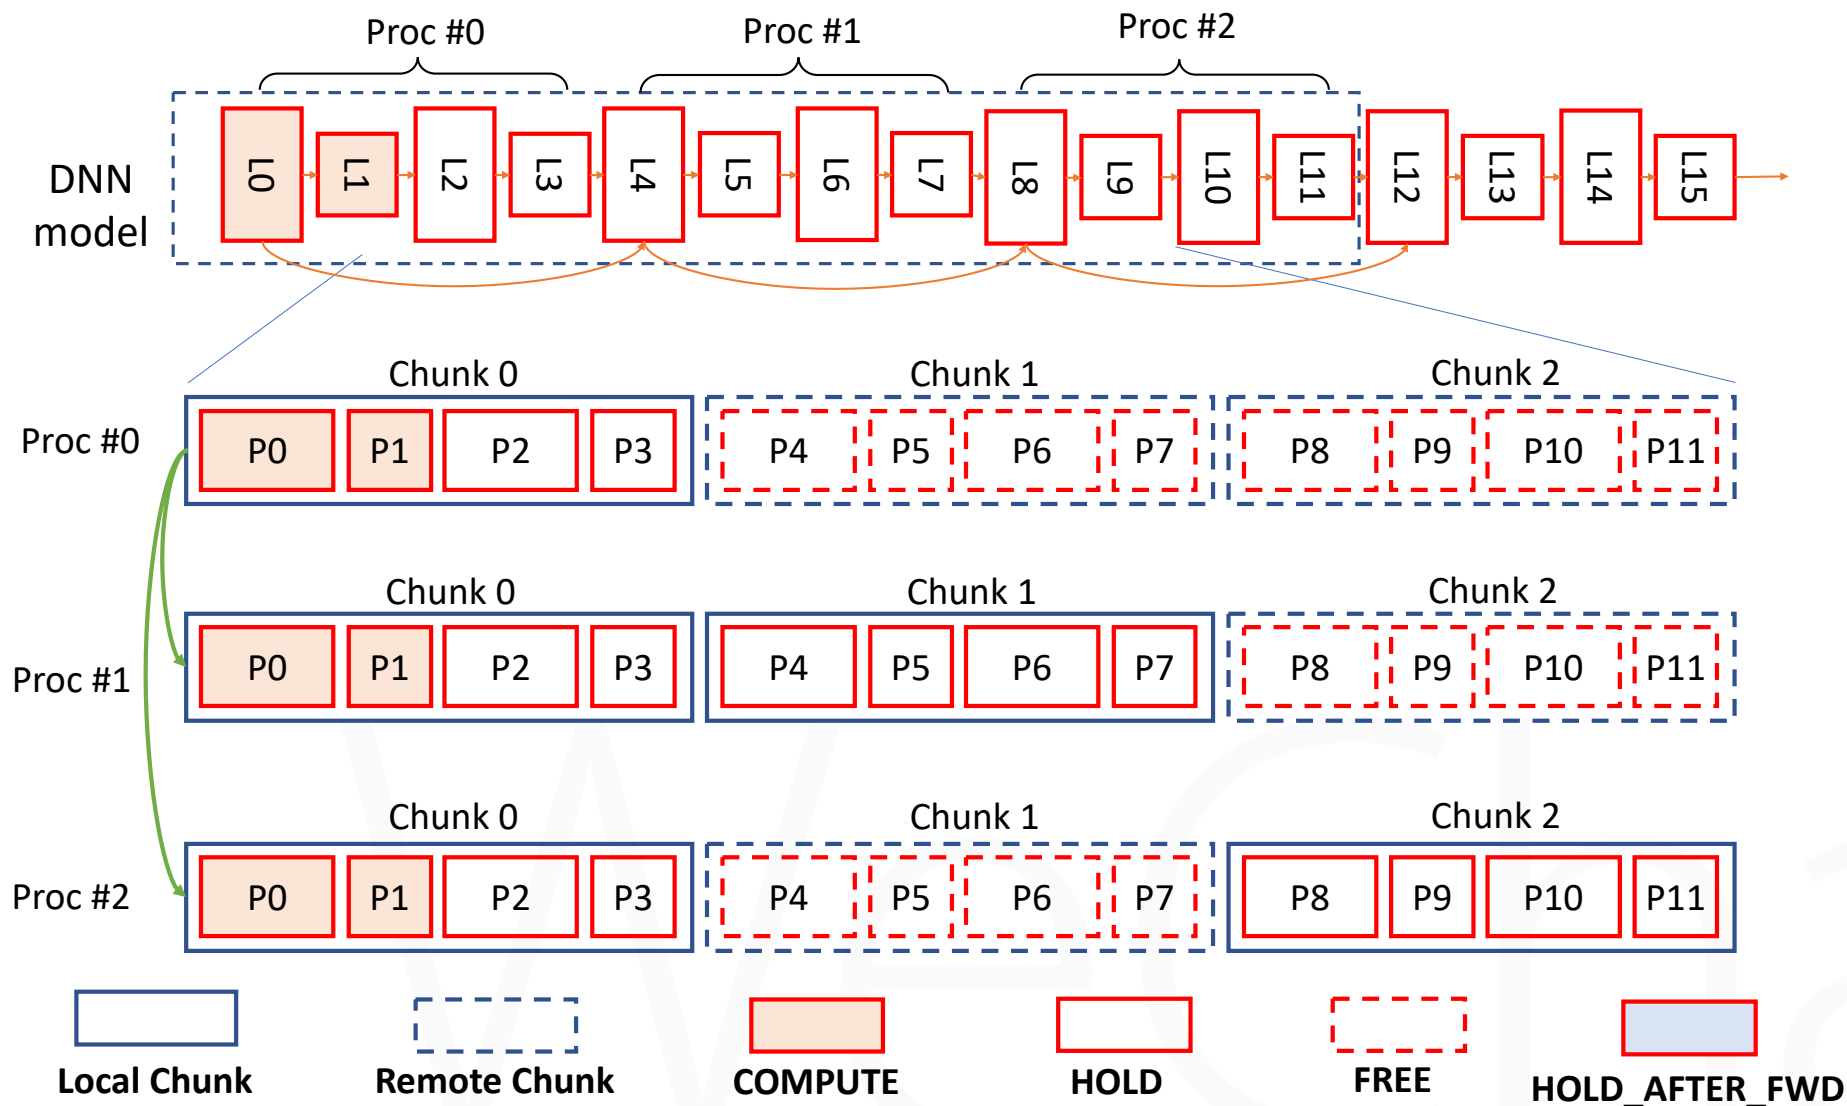 Proc #0 Proc #1 Proc #2
DNN
model
L0 L1 L2 L3 L4 L5 L6 L7 L8 L9 L10 L11 L12 L13 L14 L15
Chunk 0 Chunk 1 Chunk 2
Proc #0 P0 P1 P2 P3 P4 P5 P6 P7 P8 P9 P10 P11
Chunk 0 Chunk 1 Chunk 2
Proc #1 P0 P1 P2 P3 P4 P5 P6 P7 P8 P9 P10 P11
Chunk 0 Chunk 1 Chunk 2
Proc #2 P0 P1 P2 P3 P4 P5 P6 P7 P8 P9 P10 P11
Local Chunk Remote Chunk COMPUTE HOLD FREE HOLD_AFTER_FWD